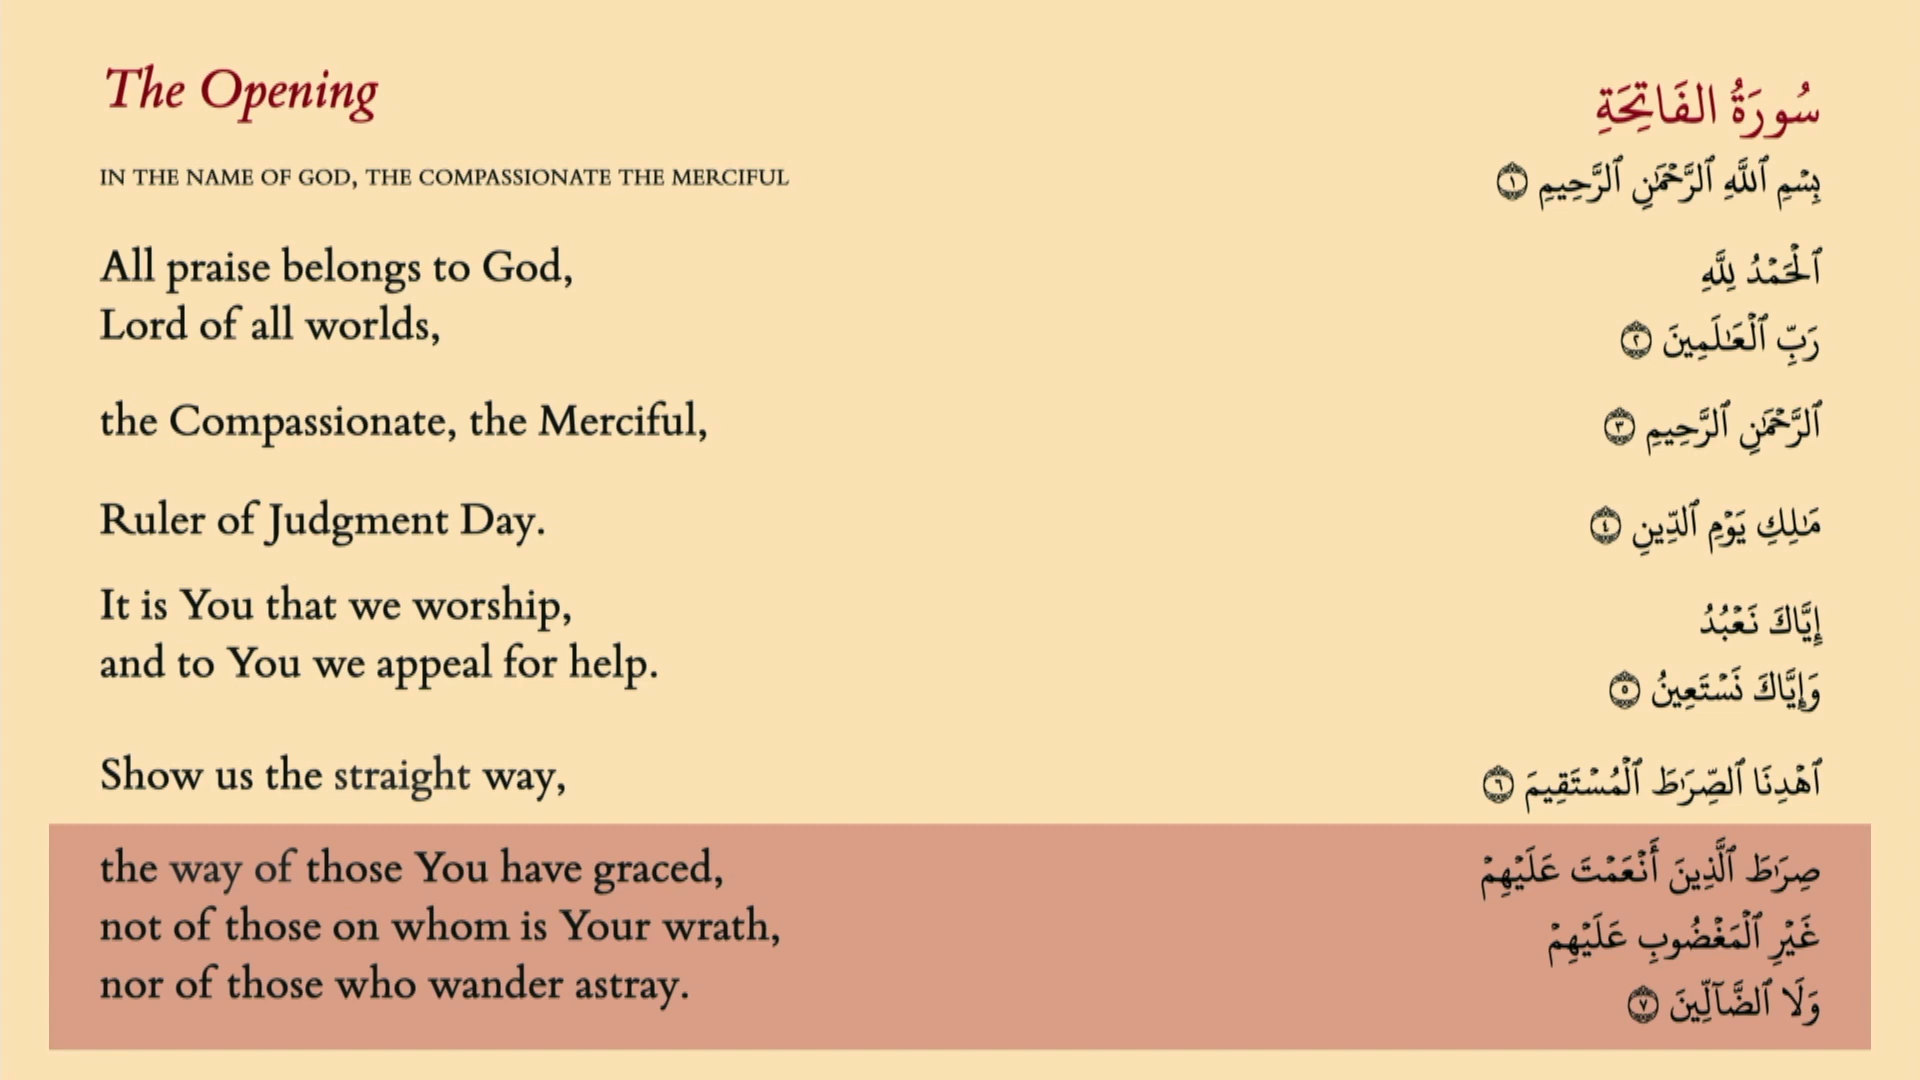 The Opening
سُورَةُ الفَاتِحَةِ
IN THE NAME OF GOD, THE COMPASSIONATE THE MERCIFUL
بِسْمِ ٱللَّهِ ٱلرَّحْمَٰنِ ٱلرَّحِيمِ ١
All praise belongs to God,
ٱلْحَمْدُ لِلَّهِ
Lord of all worlds,
رَبِّ ٱلْعَٰلَمِينَ ٢
the Compassionate, the Merciful,
ٱلرَّحْمَٰنِ ٱلرَّحِيمِ ٣
Ruler of Judgment Day.
مَٰلِكِ يَوْمِ ٱلدِّينِ ٤
It is You that we worship,
إِيَّاكَ نَعْبُدُ
and to You we appeal for help.
وَإِيَّاكَ نَسْتَعِينُ ٥
Show us the straight way,
ٱهْدِنَا ٱلصِّرَٰطَ ٱلْمُسْتَقِيمَ ٦
the way of those You have graced,
صِرَٰطَ ٱلَّذِينَ أَنْعَمْتَ عَلَيْهِمْ
not of those on whom is Your wrath,
غَيْرِ ٱلْمَغْضُوبِ عَلَيْهِمْ
nor of those who wander astray.
وَلَا ٱلضَّآلِّينَ ٧